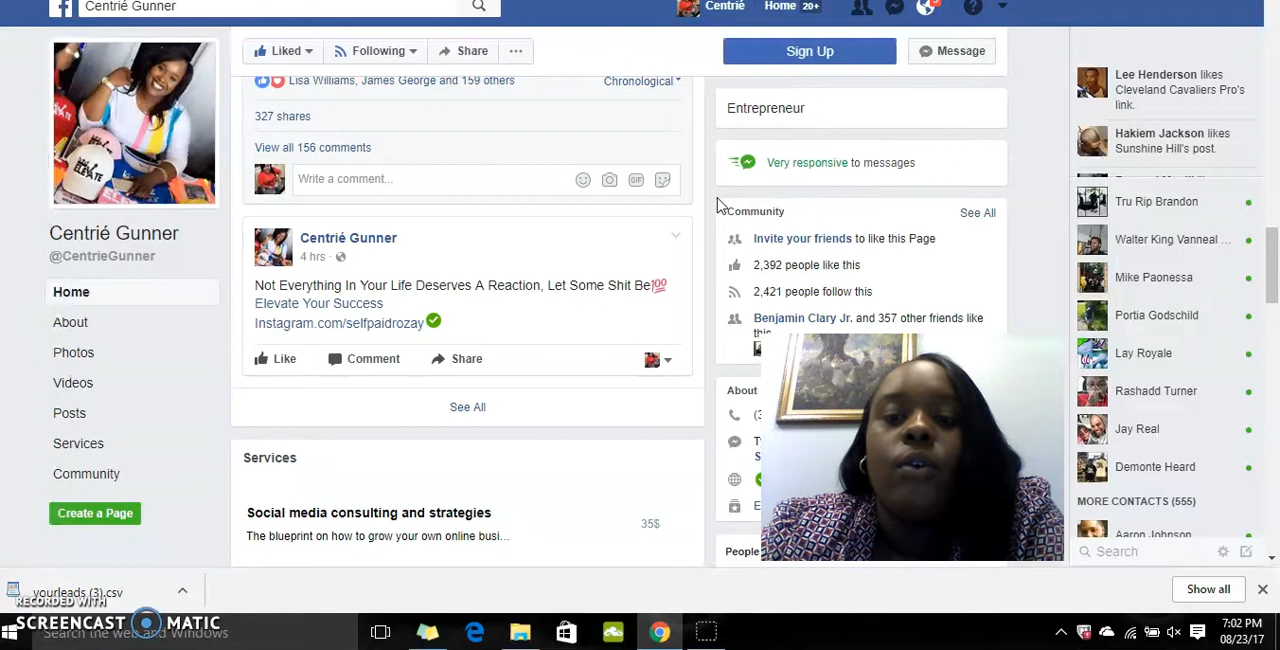 Centrié Gunner
Centrié
Home 20+
Liked
Following
Share
Sign Up
Message
Lisa Williams, James George and 159 others
Chronological
327 shares
View all 156 comments
Write a comment...
GIF
Centrié Gunner
4 hrs
Not Everything In Your Life Deserves A Reaction, Let Some Shit Be💯
Elevate Your Success
Instagram.com/selfpaidrozay
Like
Comment
Share
See All
Services
Social media consulting and strategies
35$
The blueprint on how to grow your own online busi...
Centrié Gunner
@CentrieGunner
Home
About
Photos
Videos
Posts
Services
Community
Create a Page
Entrepreneur
Very responsive to messages
Community
See All
Invite your friends to like this Page
2,392 people like this
2,421 people follow this
Benjamin Clary Jr. and 357 other friends like
this
About
People
Lee Henderson likes
Cleveland Cavaliers Pro's
link.
Hakiem Jackson likes
Sunshine Hill's post.
Tru Rip Brandon
Walter King Vanneal ...
Mike Paonessa
Portia Godschild
Lay Royale
Rashadd Turner
Jay Real
Demonte Heard
MORE CONTACTS (555)
Aaron Johnson
Search
yourleads (3).csv
Show all
RECORDED WITH
SCREENCAST MATIC
Search the web and Windows
7:02 PM
08/23/17